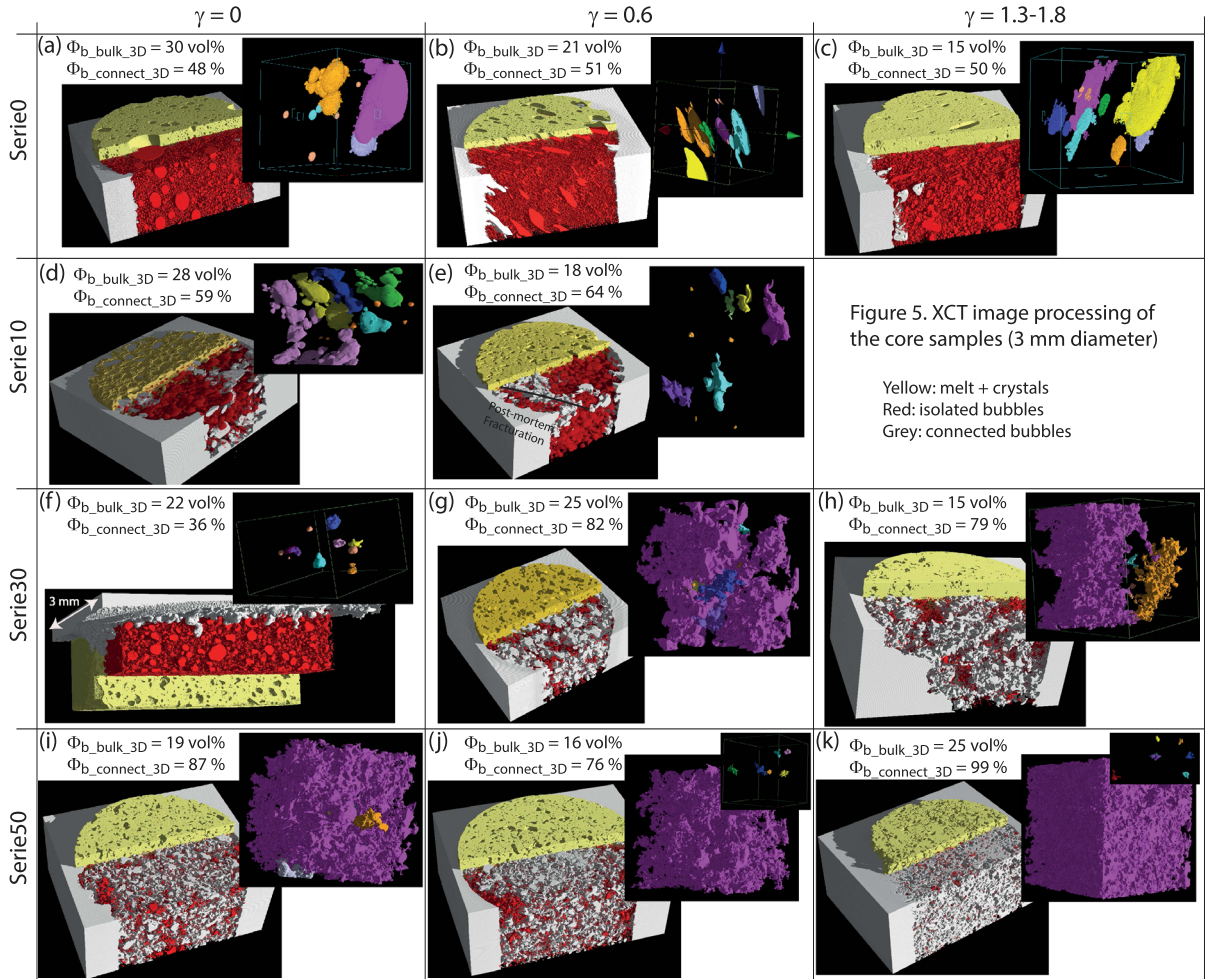 γ = 0
γ = 0.6
γ = 1.3-1.8
Serie0
(a) Φb_bulk_3D = 30 vol%
Φb_connect_3D = 48 %
(b) Φb_bulk_3D = 21 vol%
Φb_connect_3D = 51 %
(c) Φb_bulk_3D = 15 vol%
Φb_connect_3D = 50 %
Serie10
(d) Φb_bulk_3D = 28 vol%
Φb_connect_3D = 59 %
(e) Φb_bulk_3D = 18 vol%
Φb_connect_3D = 64 %
Post-mortem
Fracturation
Figure 5. XCT image processing of
the core samples (3 mm diameter)
Yellow: melt + crystals
Red: isolated bubbles
Grey: connected bubbles
Serie30
(f) Φb_bulk_3D = 22 vol%
Φb_connect_3D = 36 %
3 mm
(g) Φb_bulk_3D = 25 vol%
Φb_connect_3D = 82 %
(h) Φb_bulk_3D = 15 vol%
Φb_connect_3D = 79 %
Serie50
(i) Φb_bulk_3D = 19 vol%
Φb_connect_3D = 87 %
(j) Φb_bulk_3D = 16 vol%
Φb_connect_3D = 76 %
(k) Φb_bulk_3D = 25 vol%
Φb_connect_3D = 99 %